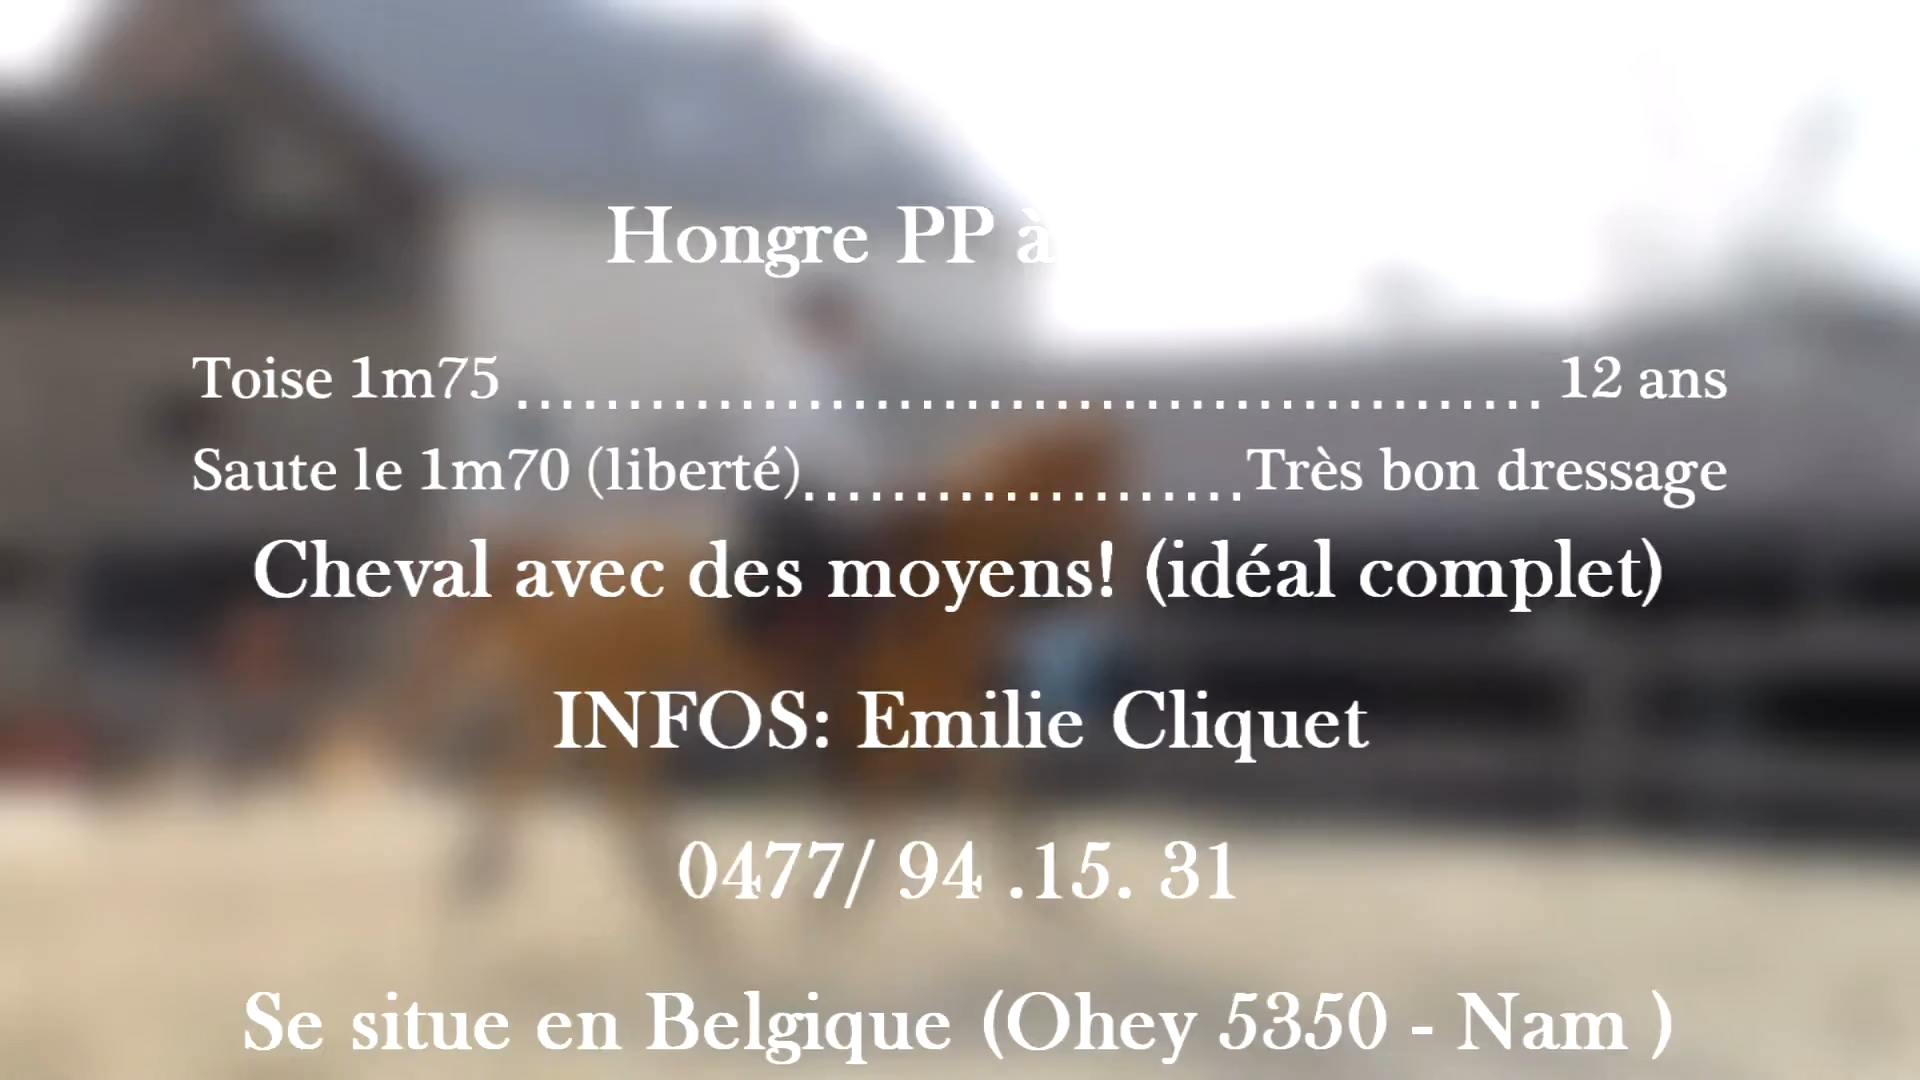 Hongre PP à
Toise 1m75 .............................................. 12 ans
Saute le 1m70 (liberté)....................Très bon dressage
Cheval avec des moyens! (idéal complet)
INFOS: Emilie Cliquet
0477/ 94 .15. 31
Se situe en Belgique (Ohey 5350 - Nam )